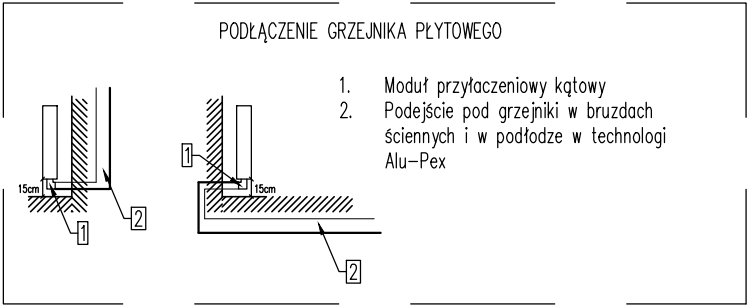 PODŁĄCZENIE GRZEJNIKA PŁYTOWEGO
1. Moduł przyłaczeniowy kątowy
2. Podejście pod grzejniki w bruzdach
ściennych i w podłodze w technologi
Alu-Pex
1
15cm
15cm
1
2
2